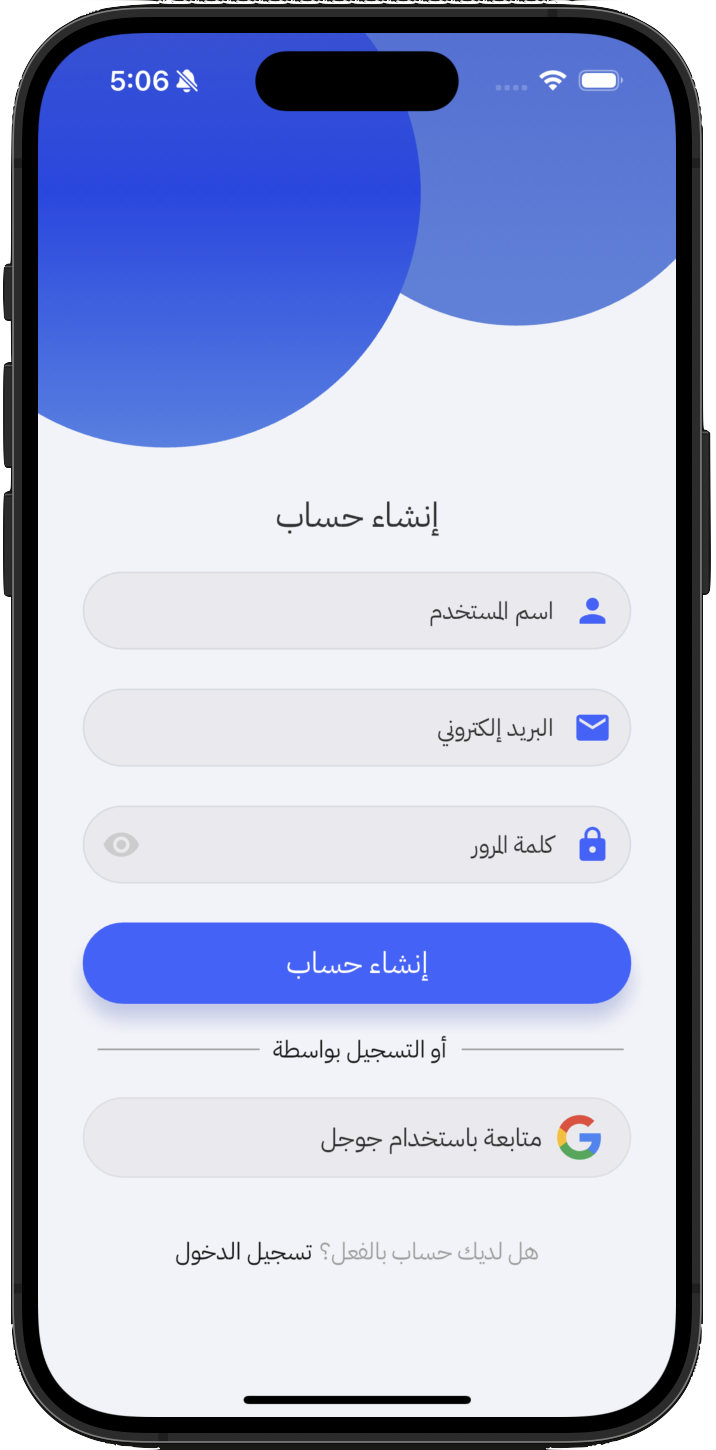 5:06
إنشاء حساب
اسم المستخدم
البريد إلكتروني
كلمة المرور
إنشاء حساب
أو التسجيل بواسطة
متابعة باستخدام جوجل
هل لديك حساب بالفعل؟ تسجيل الدخول